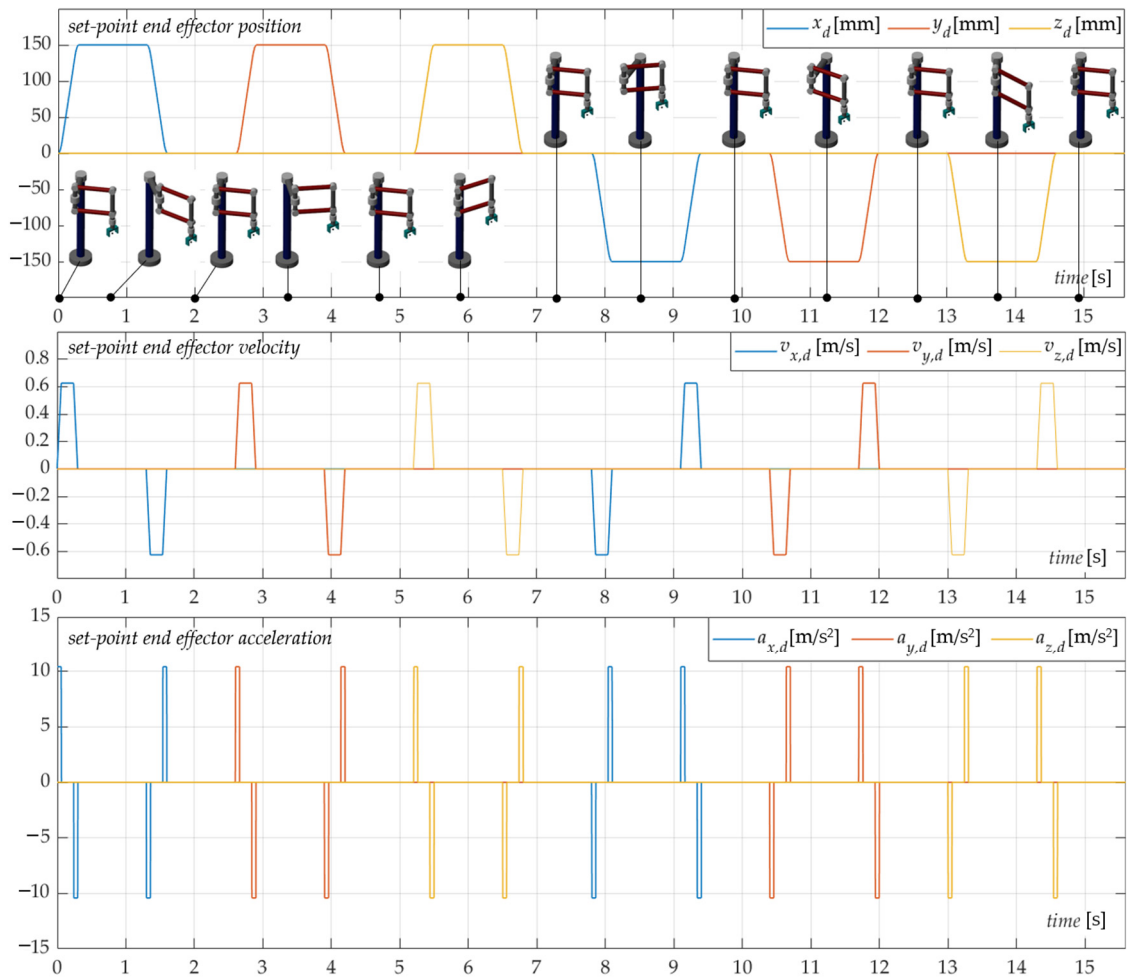 set-point end effector position
x_d [mm] y_d [mm] z_d [mm]
150
100
50
0
−50
−100
−150
time [s]
0 1 2 3 4 5 6 7 8 9 10 11 12 13 14 15
set-point end effector velocity
v_x,d [m/s] v_y,d [m/s] v_z,d [m/s]
0.8
0.6
0.4
0.2
0
−0.2
−0.4
−0.6
time [s]
0 1 2 3 4 5 6 7 8 9 10 11 12 13 14 15
15
set-point end effector acceleration
a_x,d [m/s²] a_y,d [m/s²] a_z,d [m/s²]
10
5
0
−5
−10
time [s]
−15
0 1 2 3 4 5 6 7 8 9 10 11 12 13 14 15